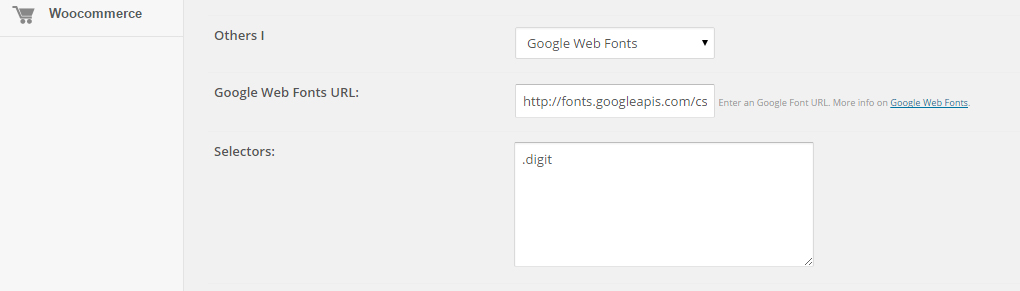 Woocommerce
Others I
Google Web Fonts
Google Web Fonts URL:
http://fonts.googleapis.com/cs
Enter an Google Font URL. More info on Google Web Fonts.
Selectors:
.digit